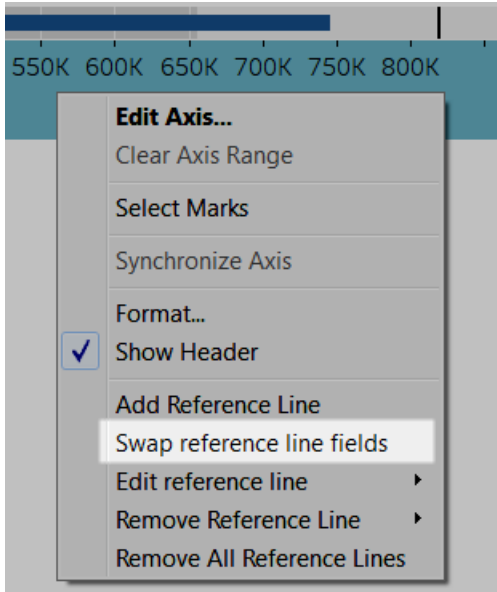 550K 600K 650K 700K 750K 800K
Edit Axis...
Clear Axis Range
Select Marks
Synchronize Axis
Format...
Show Header
Add Reference Line
Swap reference line fields
Edit reference line
Remove Reference Line
Remove All Reference Lines